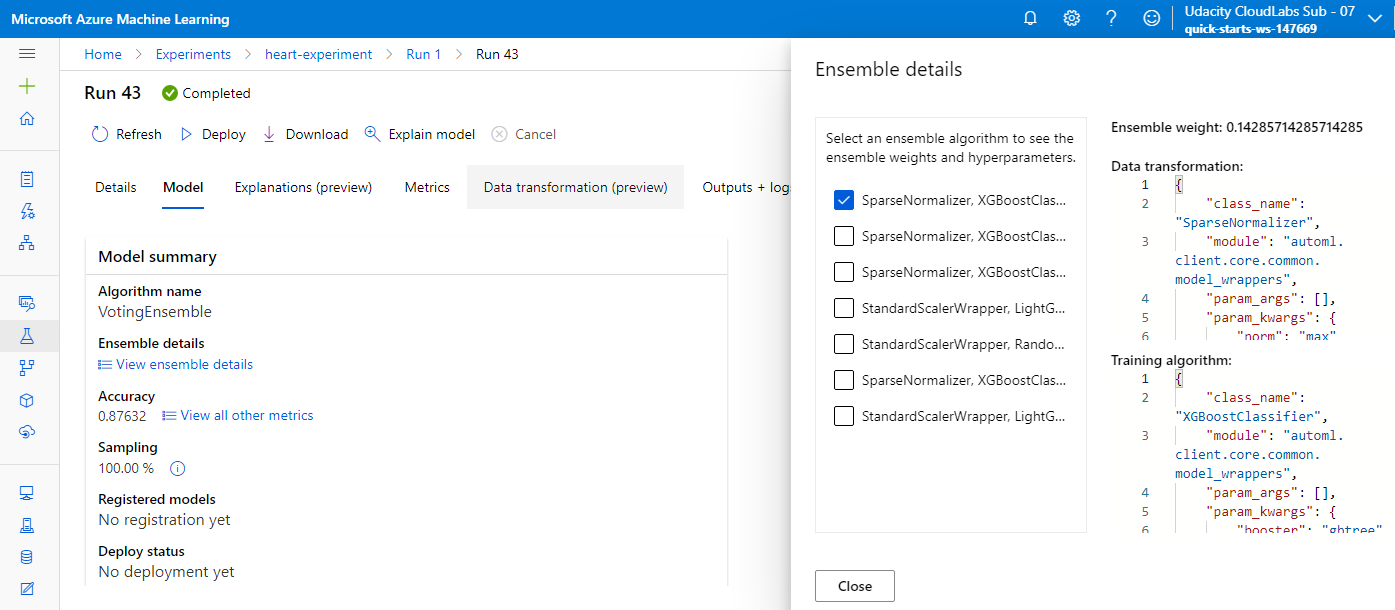 Microsoft Azure Machine Learning
Udacity CloudLabs Sub - 07
quick-starts-ws-147669
Home > Experiments > heart-experiment > Run 1 > Run 43
Run 43 Completed
Refresh Deploy Download Explain model Cancel
Details Model Explanations (preview) Metrics Data transformation (preview) Outputs + logs
Model summary
Algorithm name
VotingEnsemble
Ensemble details
View ensemble details
Accuracy
0.87632 View all other metrics
Sampling
100.00 %
Registered models
No registration yet
Deploy status
No deployment yet
Ensemble details
Select an ensemble algorithm to see the
ensemble weights and hyperparameters.
SparseNormalizer, XGBoostClas...
SparseNormalizer, XGBoostClas...
SparseNormalizer, XGBoostClas...
StandardScalerWrapper, LightG...
StandardScalerWrapper, Rando...
SparseNormalizer, XGBoostClas...
StandardScalerWrapper, LightG...
Close
Ensemble weight: 0.14285714285714285
Data transformation:
1 {
2 "class_name":
"SparseNormalizer",
3 "module": "automl.
client.core.common.
model_wrappers",
4 "param_args": [],
5 "param_kwargs": {
6 "norm": "max"
Training algorithm:
1 {
2 "class_name":
"XGBoostClassifier",
3 "module": "automl.
client.core.common.
model_wrappers",
4 "param_args": [],
5 "param_kwargs": {
6 "booster": "gbtree"